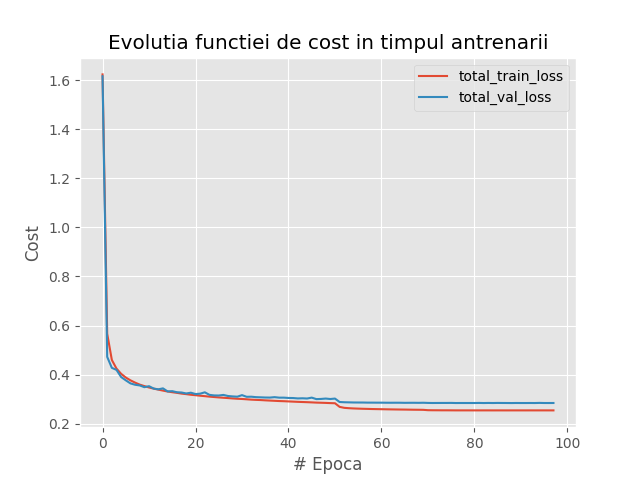 Evolutia functiei de cost in timpul antrenarii
total_train_loss
total_val_loss
Cost
1.6
1.4
1.2
1.0
0.8
0.6
0.4
0.2
0 20 40 60 80 100
# Epoca